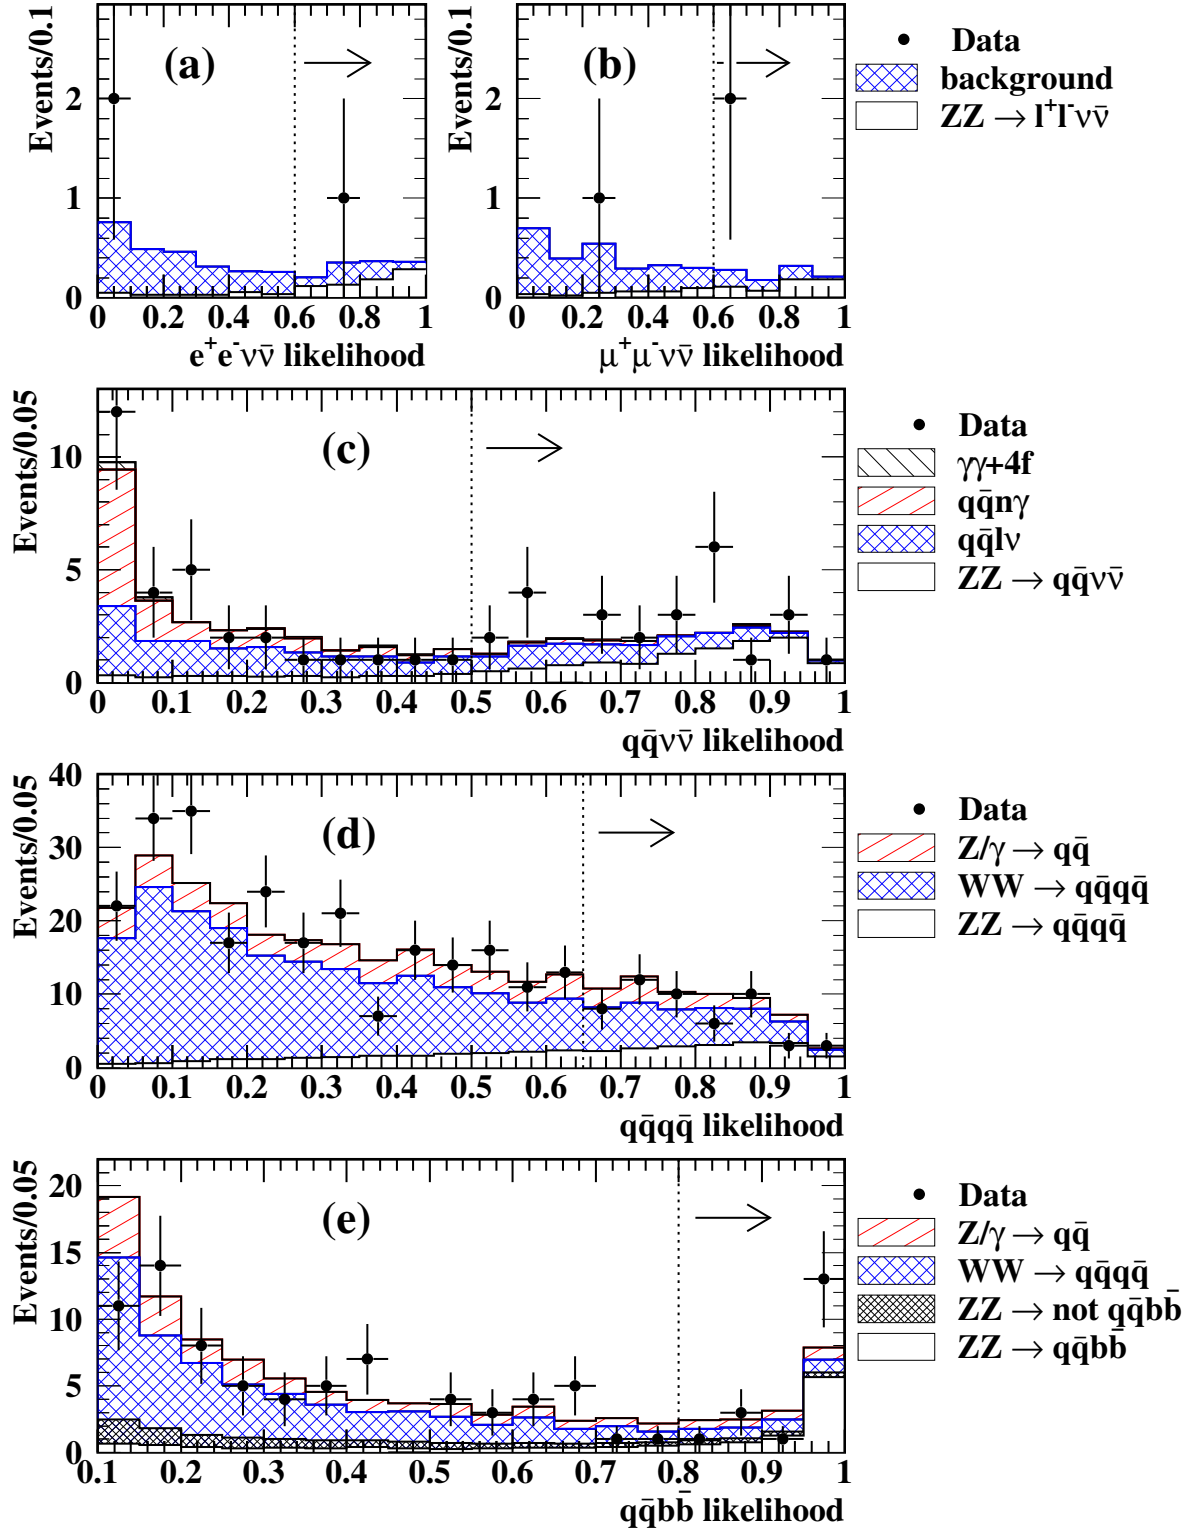 Events/0.1
2
1
0
(a)
0 0.2 0.4 0.6 0.8 1
e⁺e⁻νν̄ likelihood
Events/0.1
2
1
0
(b)
0 0.2 0.4 0.6 0.8 1
μ⁺μ⁻νν̄ likelihood
Data
background
ZZ → l⁺l⁻νν̄
Events/0.05
10
5
0
(c)
0 0.1 0.2 0.3 0.4 0.5 0.6 0.7 0.8 0.9 1
qq̄νν̄ likelihood
Data
γγ+4f
qq̄nγ
qq̄lν
ZZ → qq̄νν̄
Events/0.05
40
30
20
10
0
(d)
0 0.1 0.2 0.3 0.4 0.5 0.6 0.7 0.8 0.9 1
qq̄qq̄ likelihood
Data
Z/γ → qq̄
WW → qq̄qq̄
ZZ → qq̄qq̄
Events/0.05
20
15
10
5
0
(e)
0.1 0.2 0.3 0.4 0.5 0.6 0.7 0.8 0.9 1
qq̄bb̄ likelihood
Data
Z/γ → qq̄
WW → qq̄qq̄
ZZ → not qq̄bb̄
ZZ → qq̄bb̄